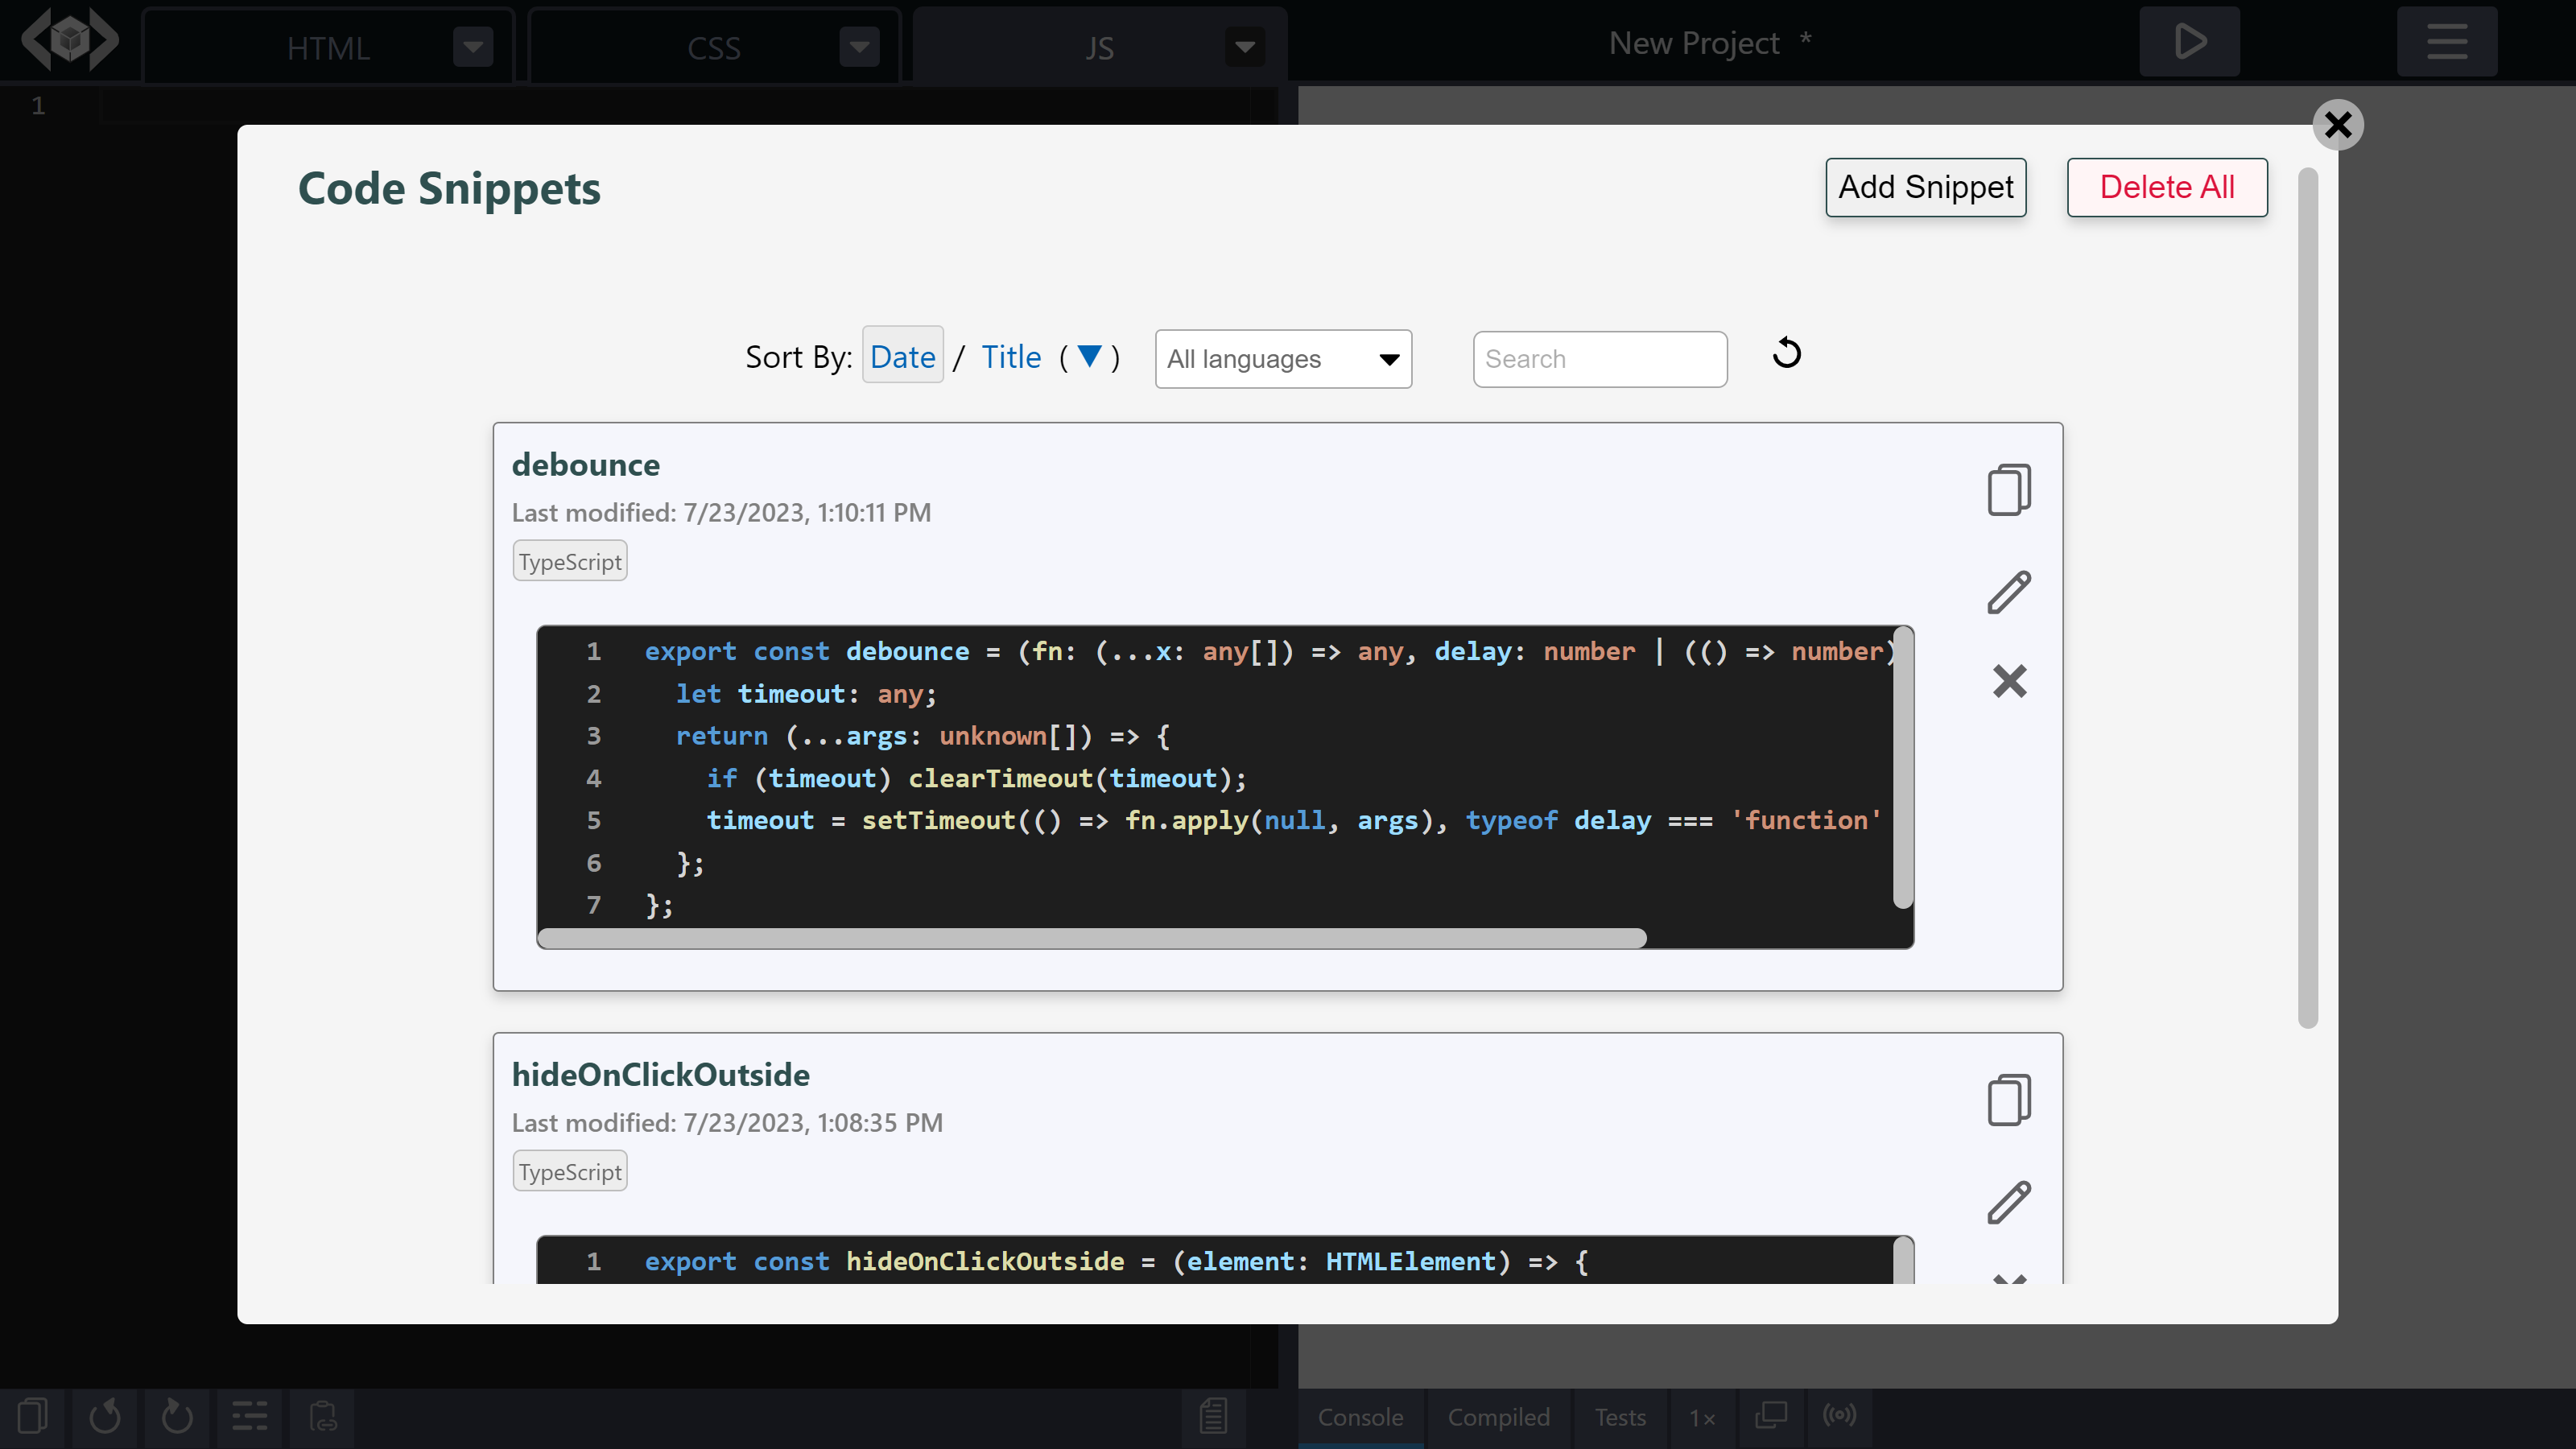 HTML
CSS
JS
New Project *
1
Code Snippets
Add Snippet
Delete All
Sort By: Date / Title (▼)
All languages
Search
debounce
Last modified: 7/23/2023, 1:10:11 PM
TypeScript
1 export const debounce = (fn: (...x: any[]) => any, delay: number | (() => number)
2 let timeout: any;
3 return (...args: unknown[]) => {
4 if (timeout) clearTimeout(timeout);
5 timeout = setTimeout(() => fn.apply(null, args), typeof delay === 'function'
6 };
7 };
hideOnClickOutside
Last modified: 7/23/2023, 1:08:35 PM
TypeScript
1 export const hideOnClickOutside = (element: HTMLElement) => {
Console
Compiled
Tests
1×